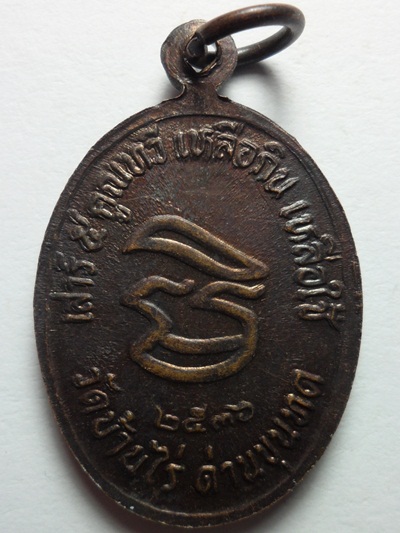 เสาร์ ๕ คูณทวี เหลือกิน เหลือใช้
๒๕๓๖
วัดบ้านไร่ ด่านขุนทด